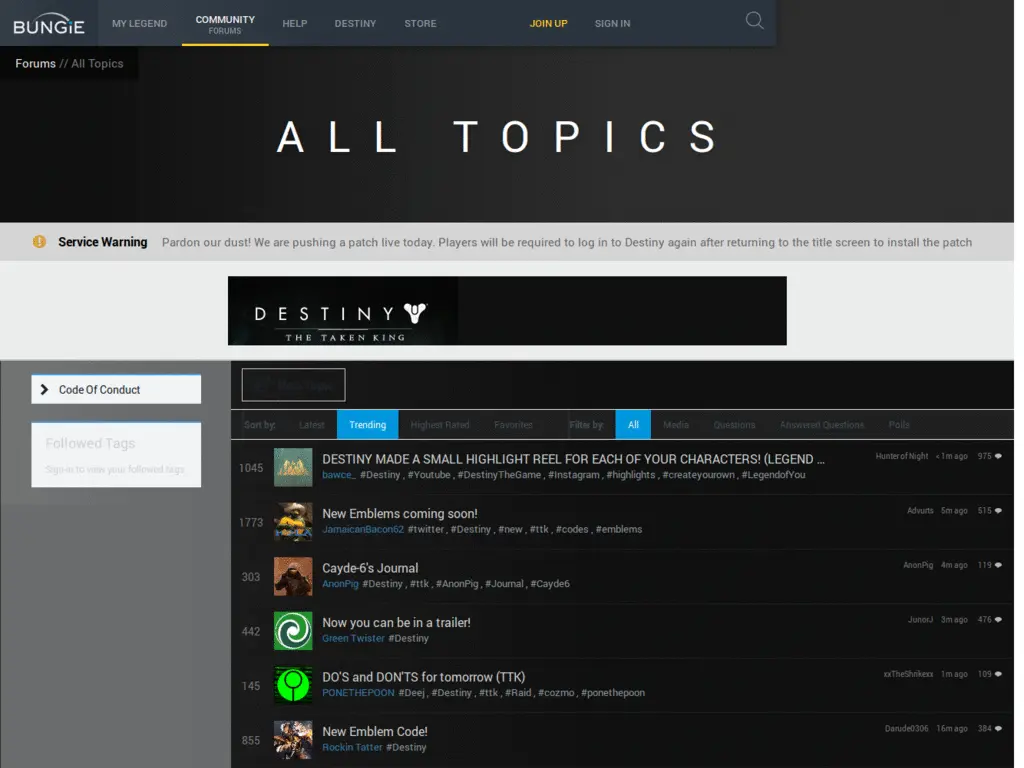 BUNGiE
MY LEGEND
COMMUNITY
FORUMS
HELP
DESTINY
STORE
JOIN UP
SIGN IN
Forums // All Topics
ALL TOPICS
Service Warning Pardon our dust! We are pushing a patch live today. Players will be required to log in to Destiny again after returning to the title screen to install the patch
DESTINY
THE TAKEN KING
Code Of Conduct
Followed Tags
Sign-in to view your followed tags
Sort by: Latest Trending Highest Rated Favorites Filter by: All Media Questions Answered Questions Polls
1045
DESTINY MADE A SMALL HIGHLIGHT REEL FOR EACH OF YOUR CHARACTERS! (LEGEND ...
bawce_ #Destiny , #Youtube , #DestinyTheGame , #Instagram , #highlights , #createyourown , #LegendofYou
HunterofNight < 1m ago 975
1773
New Emblems coming soon!
JamaicanBacon62 #twitter , #Destiny , #new , #ttk , #codes , #emblems
Advurts 5m ago 515
303
Cayde-6's Journal
AnonPig #Destiny , #ttk , #AnonPig , #Journal , #Cayde6
AnonPig 4m ago 119
442
Now you can be in a trailer!
Green Twister #Destiny
JunorJ 3m ago 476
145
DO'S and DON'TS for tomorrow (TTK)
PONETHEPOON #Deej , #Destiny , #ttk , #Raid , #cozmo , #ponethepoon
xxTheShrikexx 1m ago 109
855
New Emblem Code!
Rockin Tatter #Destiny
Darude0306 16m ago 384